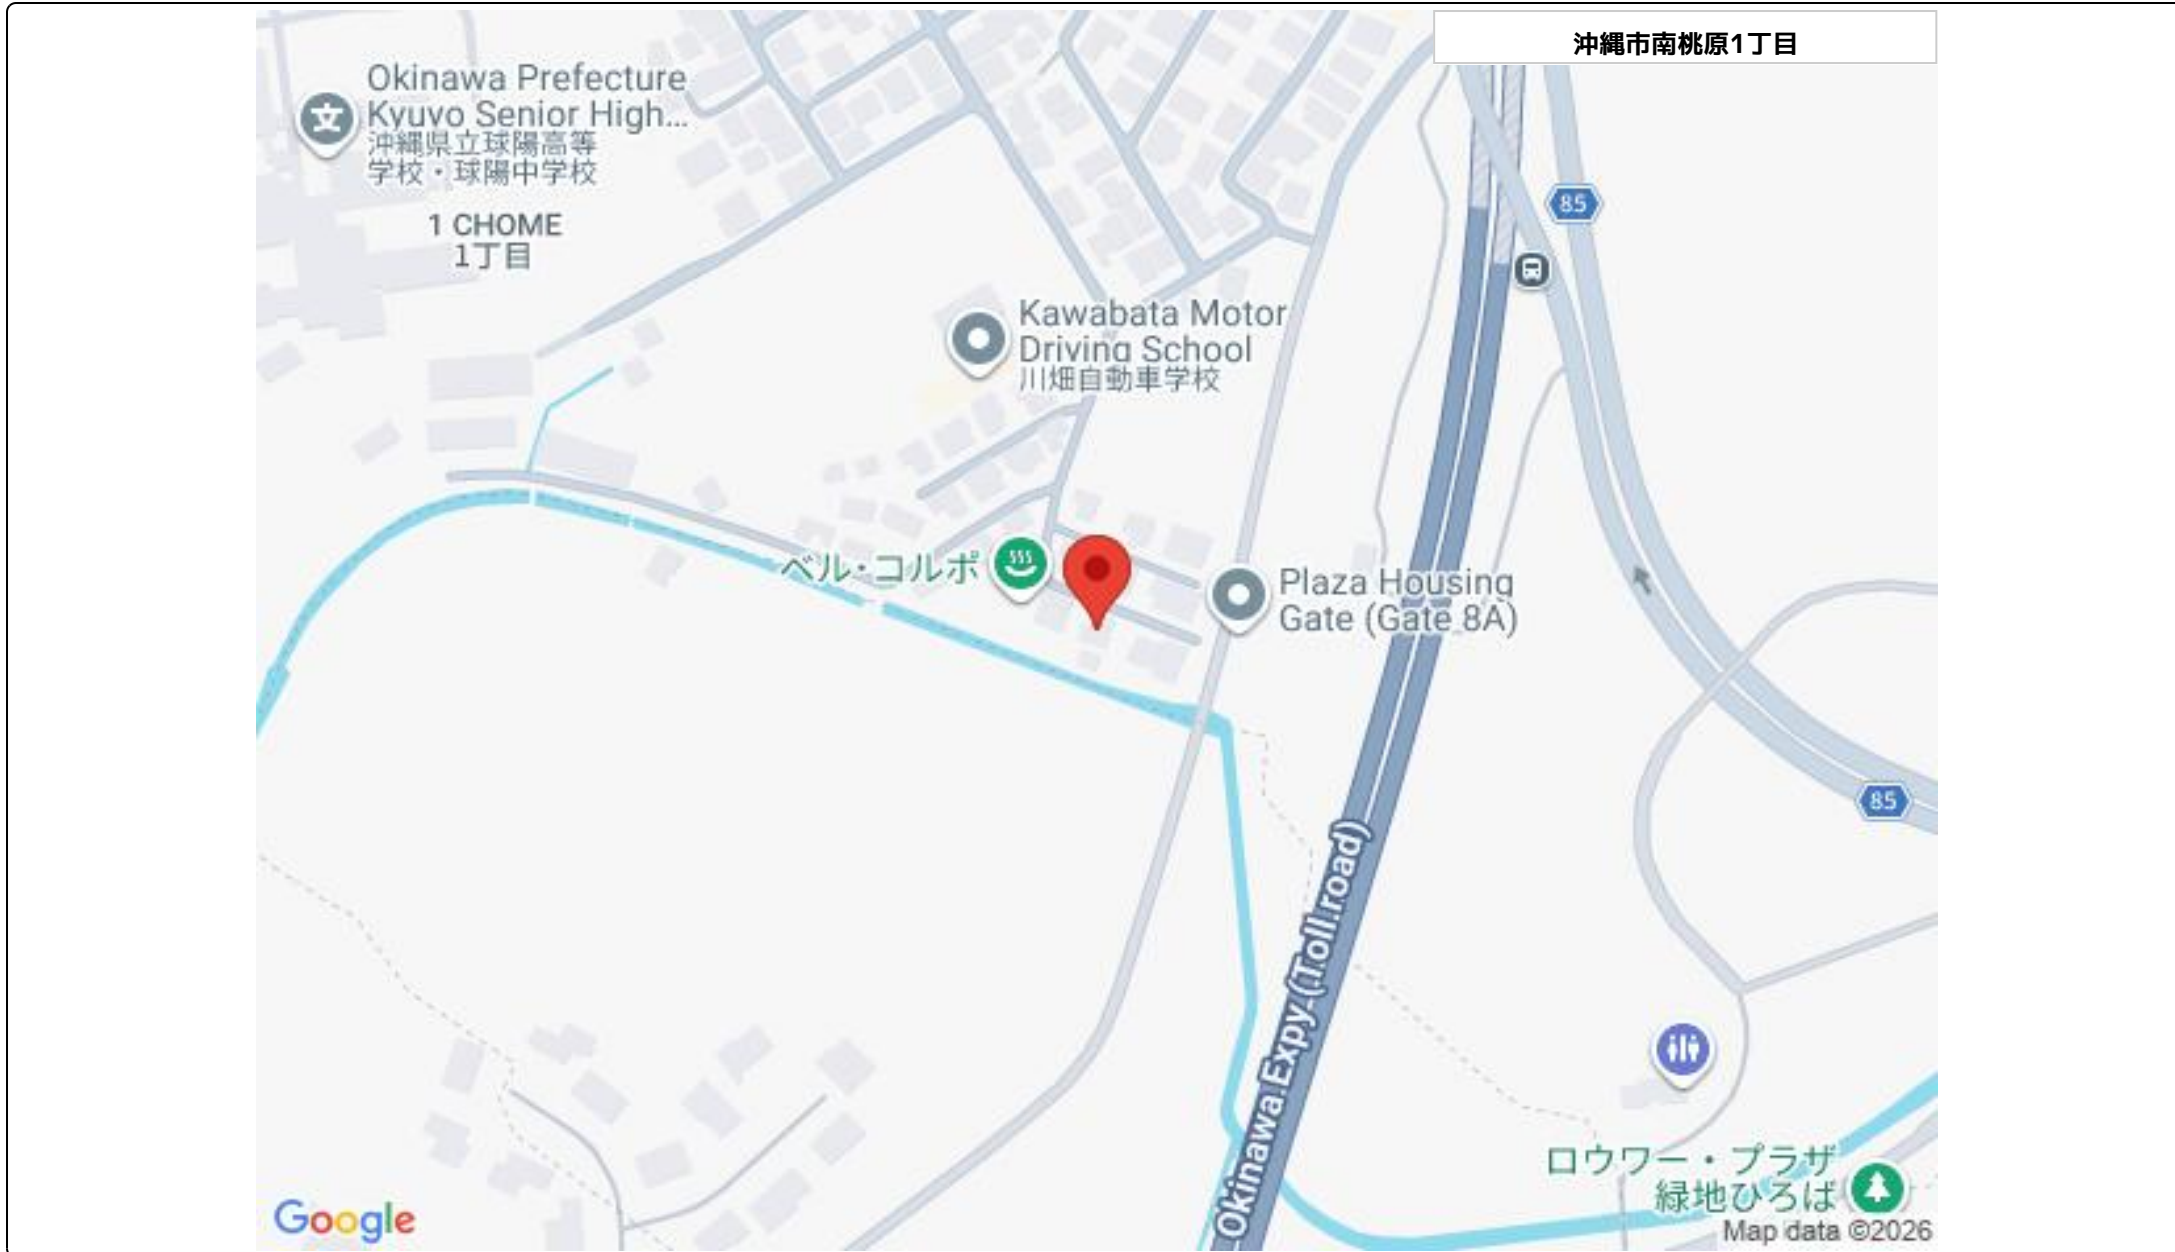 沖縄市南桃原1丁目
Okinawa Prefecture
Kyuyo Senior High...
沖縄県立球陽高等
学校・球陽中学校
1 CHOME
1丁目
85
Kawabata Motor
Driving School
川畑自動車学校
ベル・コルポ
Plaza Housing
Gate (Gate 8A)
85
Okinawa Expy (Toll road)
ロウワー・プラザ
緑地ひろば
Google
Map data ©2026